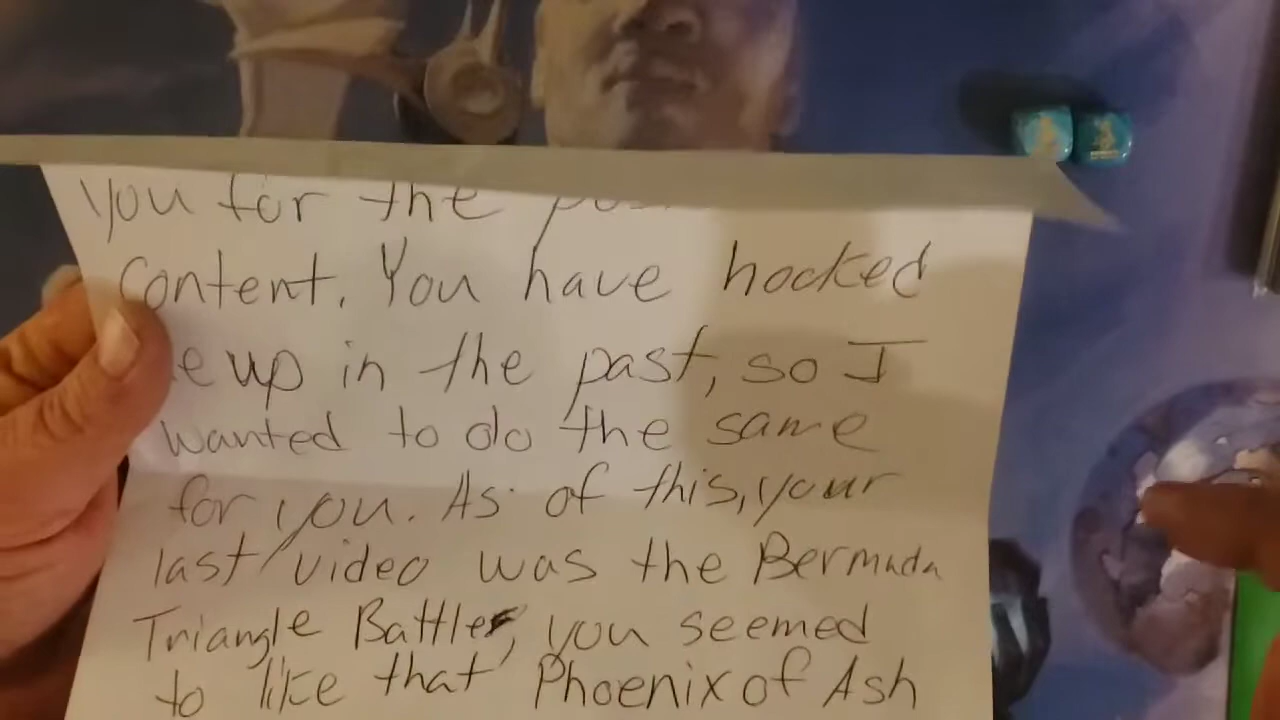 You for the
content. You have hooked
e up in the past, so I
wanted to do the same
for you. As of this, your
last video was the Bermuda
Triangle Battle, you seemed
to like that Phoenix of Ash